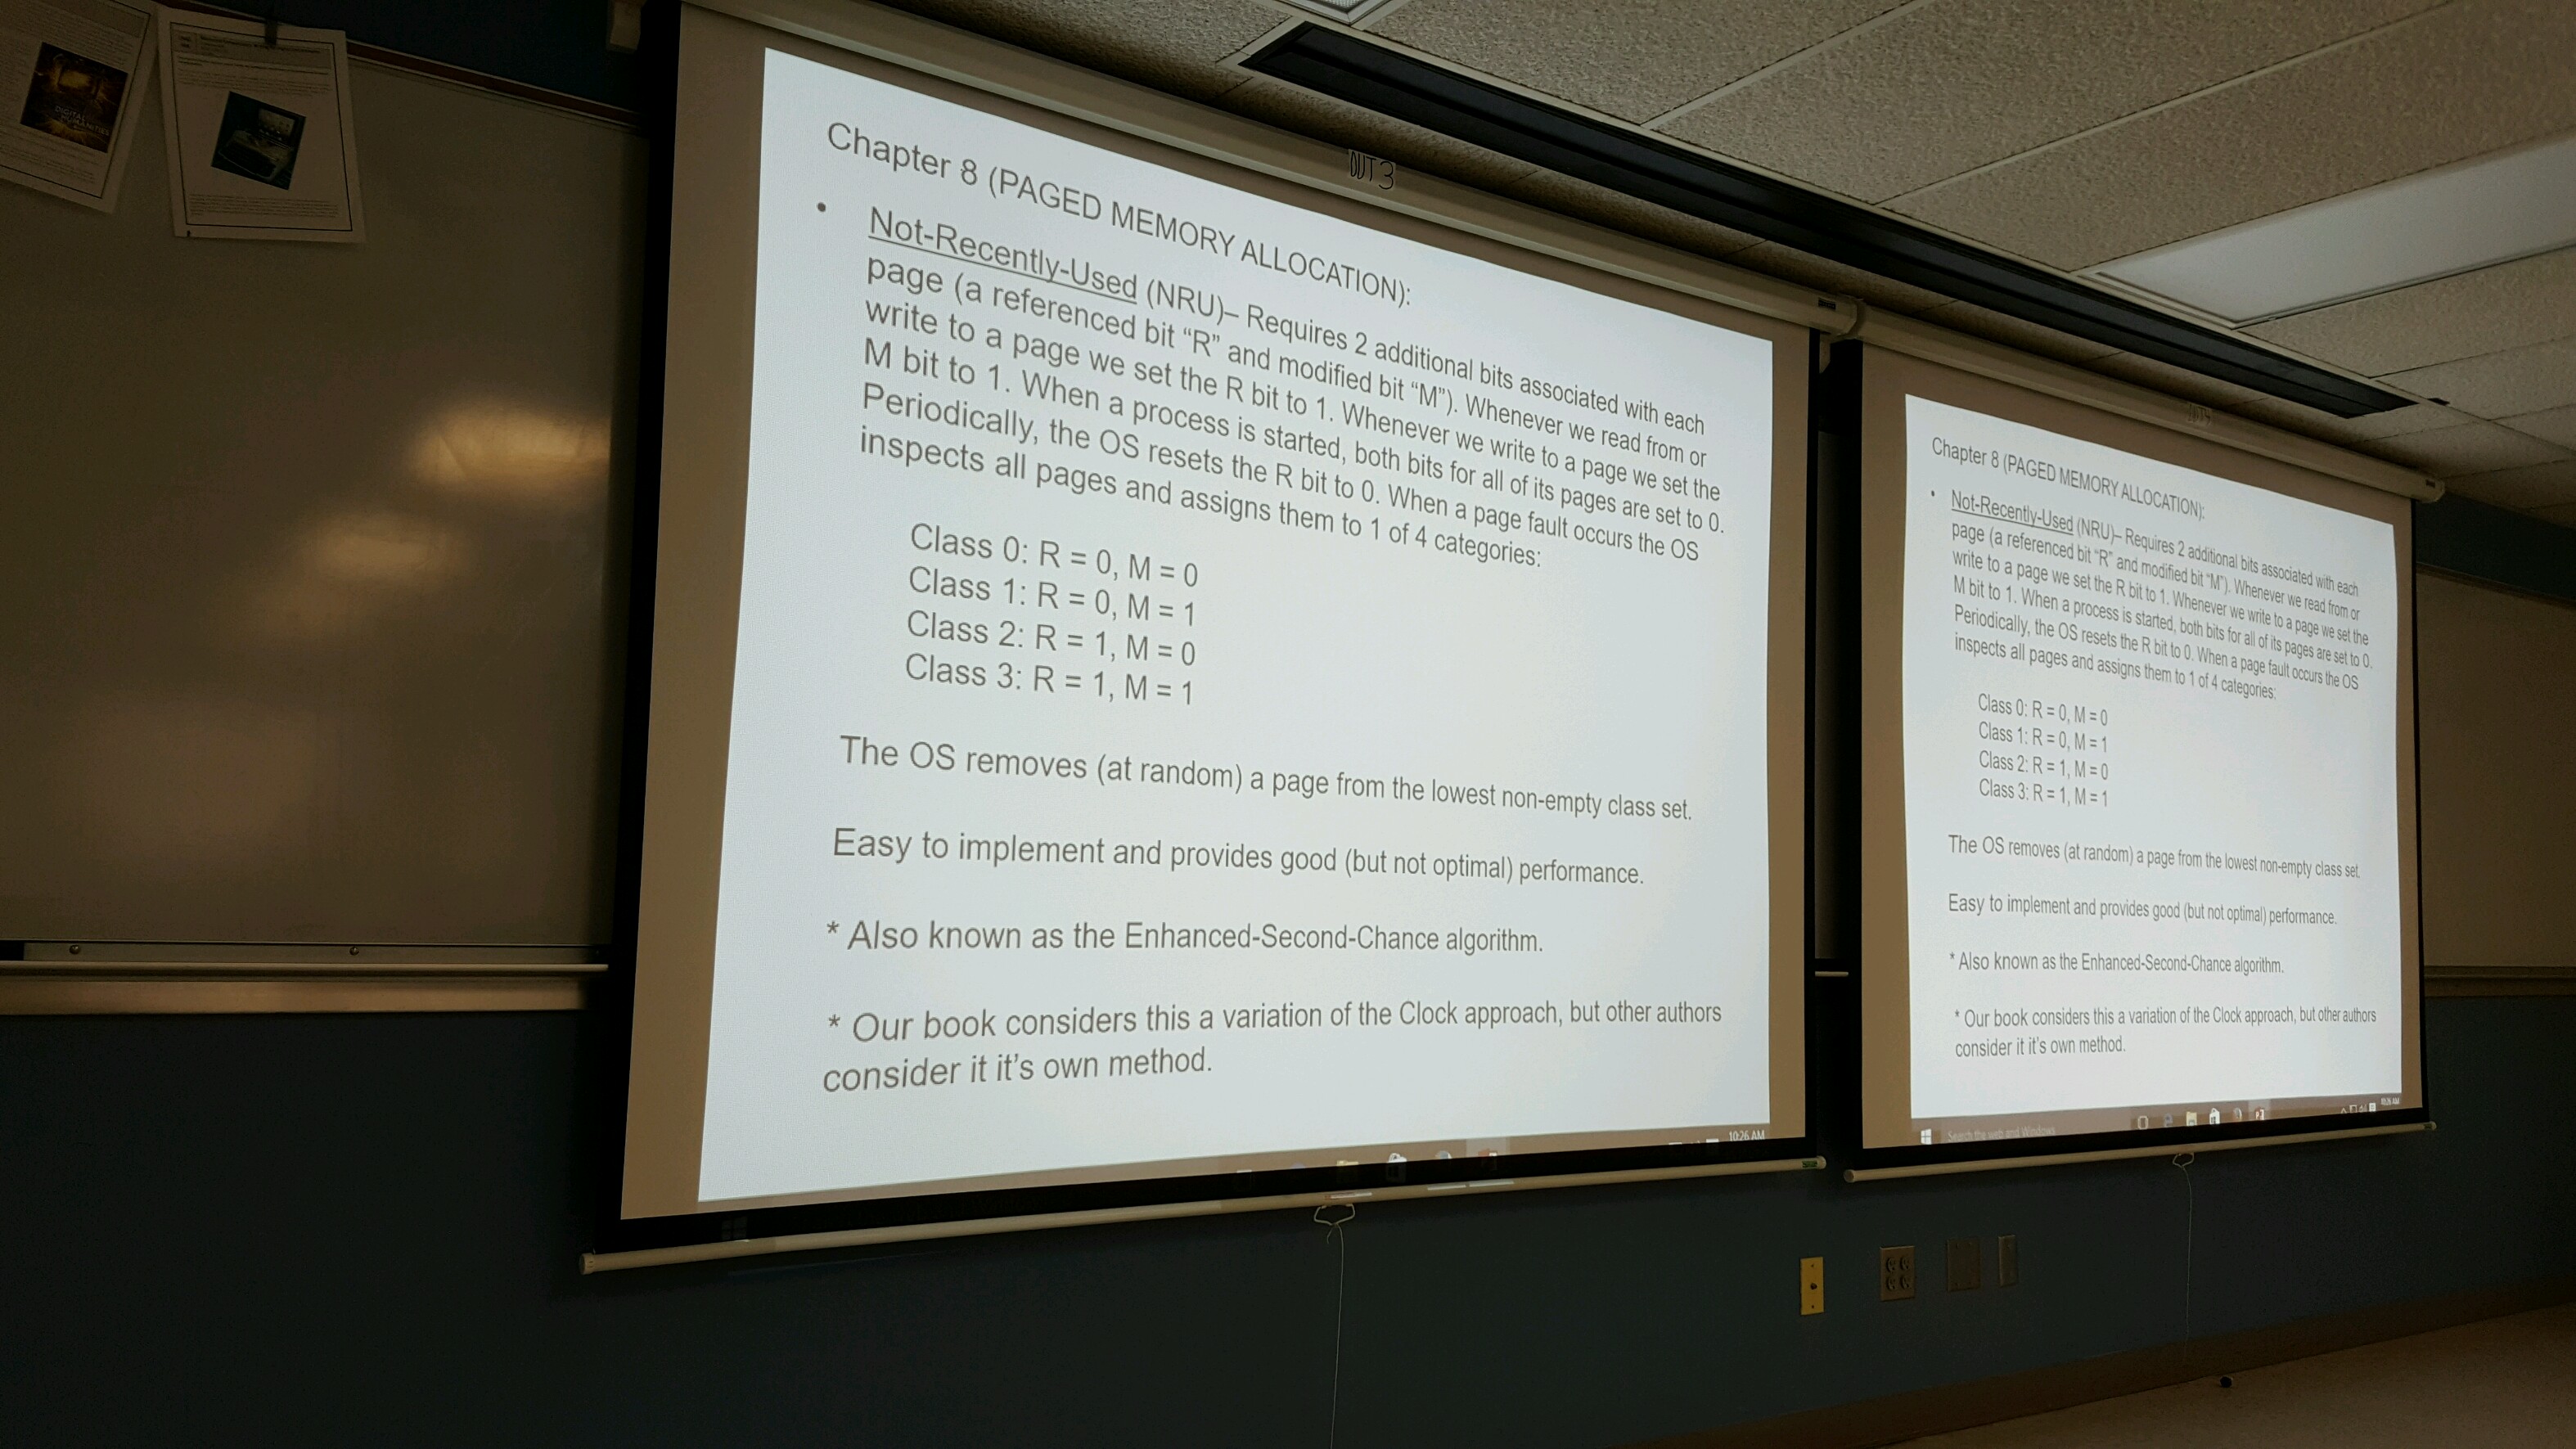 DIGITAL
HUMANITIES
OUT 3
Chapter 8 (PAGED MEMORY ALLOCATION):
• Not-Recently-Used (NRU)– Requires 2 additional bits associated with each
page (a referenced bit “R” and modified bit “M”). Whenever we read from or
write to a page we set the R bit to 1. Whenever we write to a page we set the
M bit to 1. When a process is started, both bits for all of its pages are set to 0.
Periodically, the OS resets the R bit to 0. When a page fault occurs the OS
inspects all pages and assigns them to 1 of 4 categories:
Class 0: R = 0, M = 0
Class 1: R = 0, M = 1
Class 2: R = 1, M = 0
Class 3: R = 1, M = 1
The OS removes (at random) a page from the lowest non-empty class set.
Easy to implement and provides good (but not optimal) performance.
* Also known as the Enhanced-Second-Chance algorithm.
* Our book considers this a variation of the Clock approach, but other authors
consider it it’s own method.
10:26 AM
Chapter 8 (PAGED MEMORY ALLOCATION):
• Not-Recently-Used (NRU)– Requires 2 additional bits associated with each
page (a referenced bit “R” and modified bit “M”). Whenever we read from or
write to a page we set the R bit to 1. Whenever we write to a page we set the
M bit to 1. When a process is started, both bits for all of its pages are set to 0.
Periodically, the OS resets the R bit to 0. When a page fault occurs the OS
inspects all pages and assigns them to 1 of 4 categories:
Class 0: R = 0, M = 0
Class 1: R = 0, M = 1
Class 2: R = 1, M = 0
Class 3: R = 1, M = 1
The OS removes (at random) a page from the lowest non-empty class set.
Easy to implement and provides good (but not optimal) performance.
* Also known as the Enhanced-Second-Chance algorithm.
* Our book considers this a variation of the Clock approach, but other authors
consider it it’s own method.
Search the web and Windows
10:26 AM